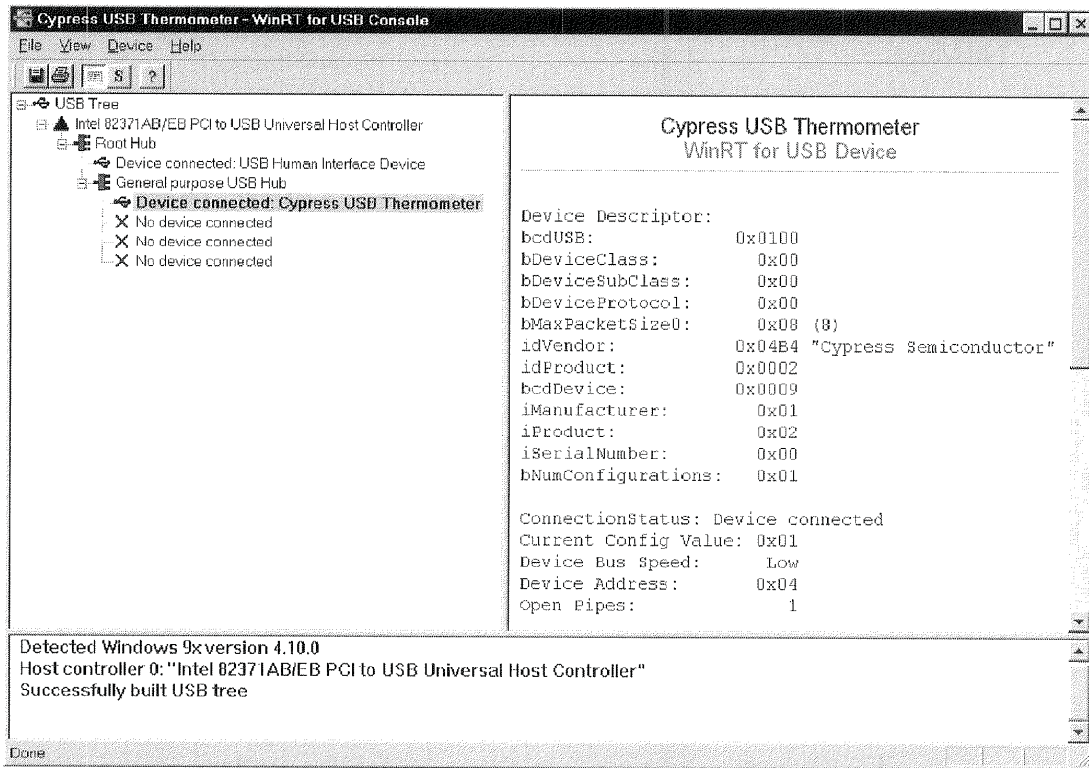 Cypress USB Thermometer - WinRT for USB Console
File View Device Help
S ?
USB Tree
Intel 82371AB/EB PCI to USB Universal Host Controller
Root Hub
Device connected: USB Human Interface Device
General purpose USB Hub
Device connected: Cypress USB Thermometer
No device connected
No device connected
No device connected
Cypress USB Thermometer
WinRT for USB Device
Device Descriptor:
bcdUSB: 0x0100
bDeviceClass: 0x00
bDeviceSubClass: 0x00
bDeviceProtocol: 0x00
bMaxPacketSize0: 0x08 (8)
idVendor: 0x04B4 "Cypress Semiconductor"
idProduct: 0x0002
bcdDevice: 0x0009
iManufacturer: 0x01
iProduct: 0x02
iSerialNumber: 0x00
bNumConfigurations: 0x01
ConnectionStatus: Device connected
Current Config Value: 0x01
Device Bus Speed: Low
Device Address: 0x04
Open Pipes: 1
Detected Windows 9x version 4.10.0
Host controller 0: "Intel 82371AB/EB PCI to USB Universal Host Controller"
Successfully built USB tree
Done